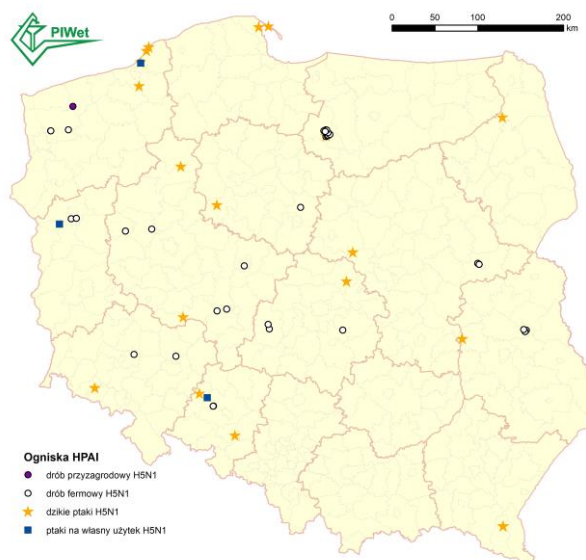 PIWet
0 50 100 200
km
Ogniska HPAI
drób przyzagrodowy H5N1
drób fermowy H5N1
dzikie ptaki H5N1
ptaki na własny użytek H5N1